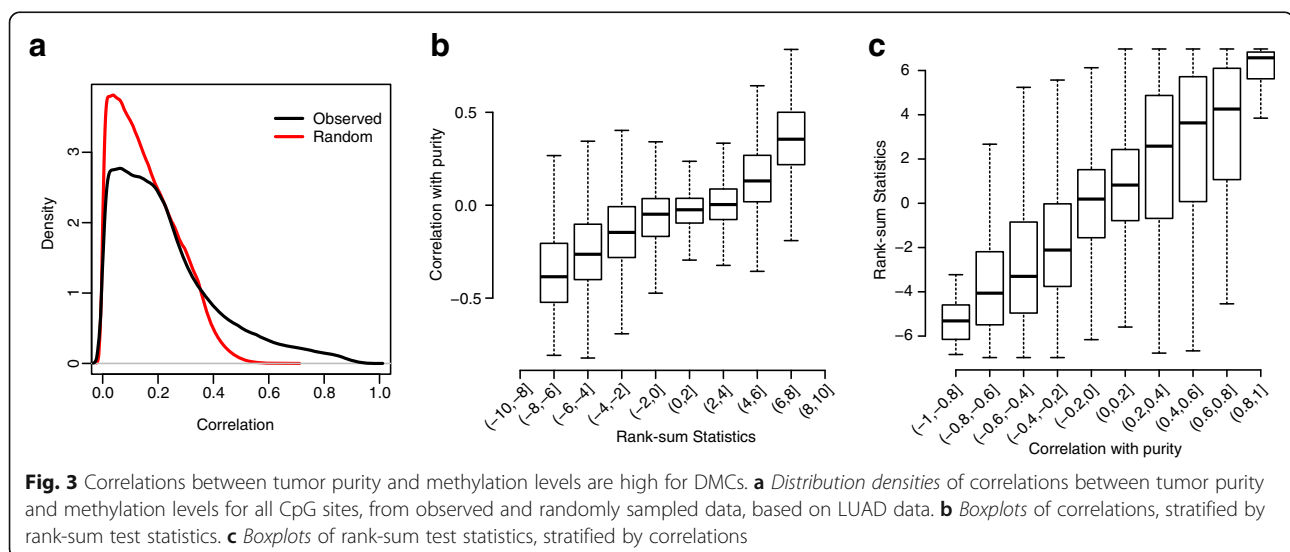 a
Observed
Random
Density
0
1
2
3
0.0 0.2 0.4 0.6 0.8 1.0
Correlation
b
Correlation with purity
0.5
0.0
−0.5
(−10,−8]
(−8,−6]
(−6,−4]
(−4,−2]
(−2,0]
(0,2]
(2,4]
(4,6]
(6,8]
(8,10]
Rank−sum Statistics
c
Rank−sum Statistics
6
4
2
0
−2
−4
−6
(−1,−0.8]
(−0.8,−0.6]
(−0.6,−0.4]
(−0.4,−0.2]
(−0.2,0]
(0,0.2]
(0.2,0.4]
(0.4,0.6]
(0.6,0.8]
(0.8,1]
Correlation with purity
Fig. 3 Correlations between tumor purity and methylation levels are high for DMCs. a Distribution densities of correlations between tumor purity
and methylation levels for all CpG sites, from observed and randomly sampled data, based on LUAD data. b Boxplots of correlations, stratified by
rank-sum test statistics. c Boxplots of rank-sum test statistics, stratified by correlations